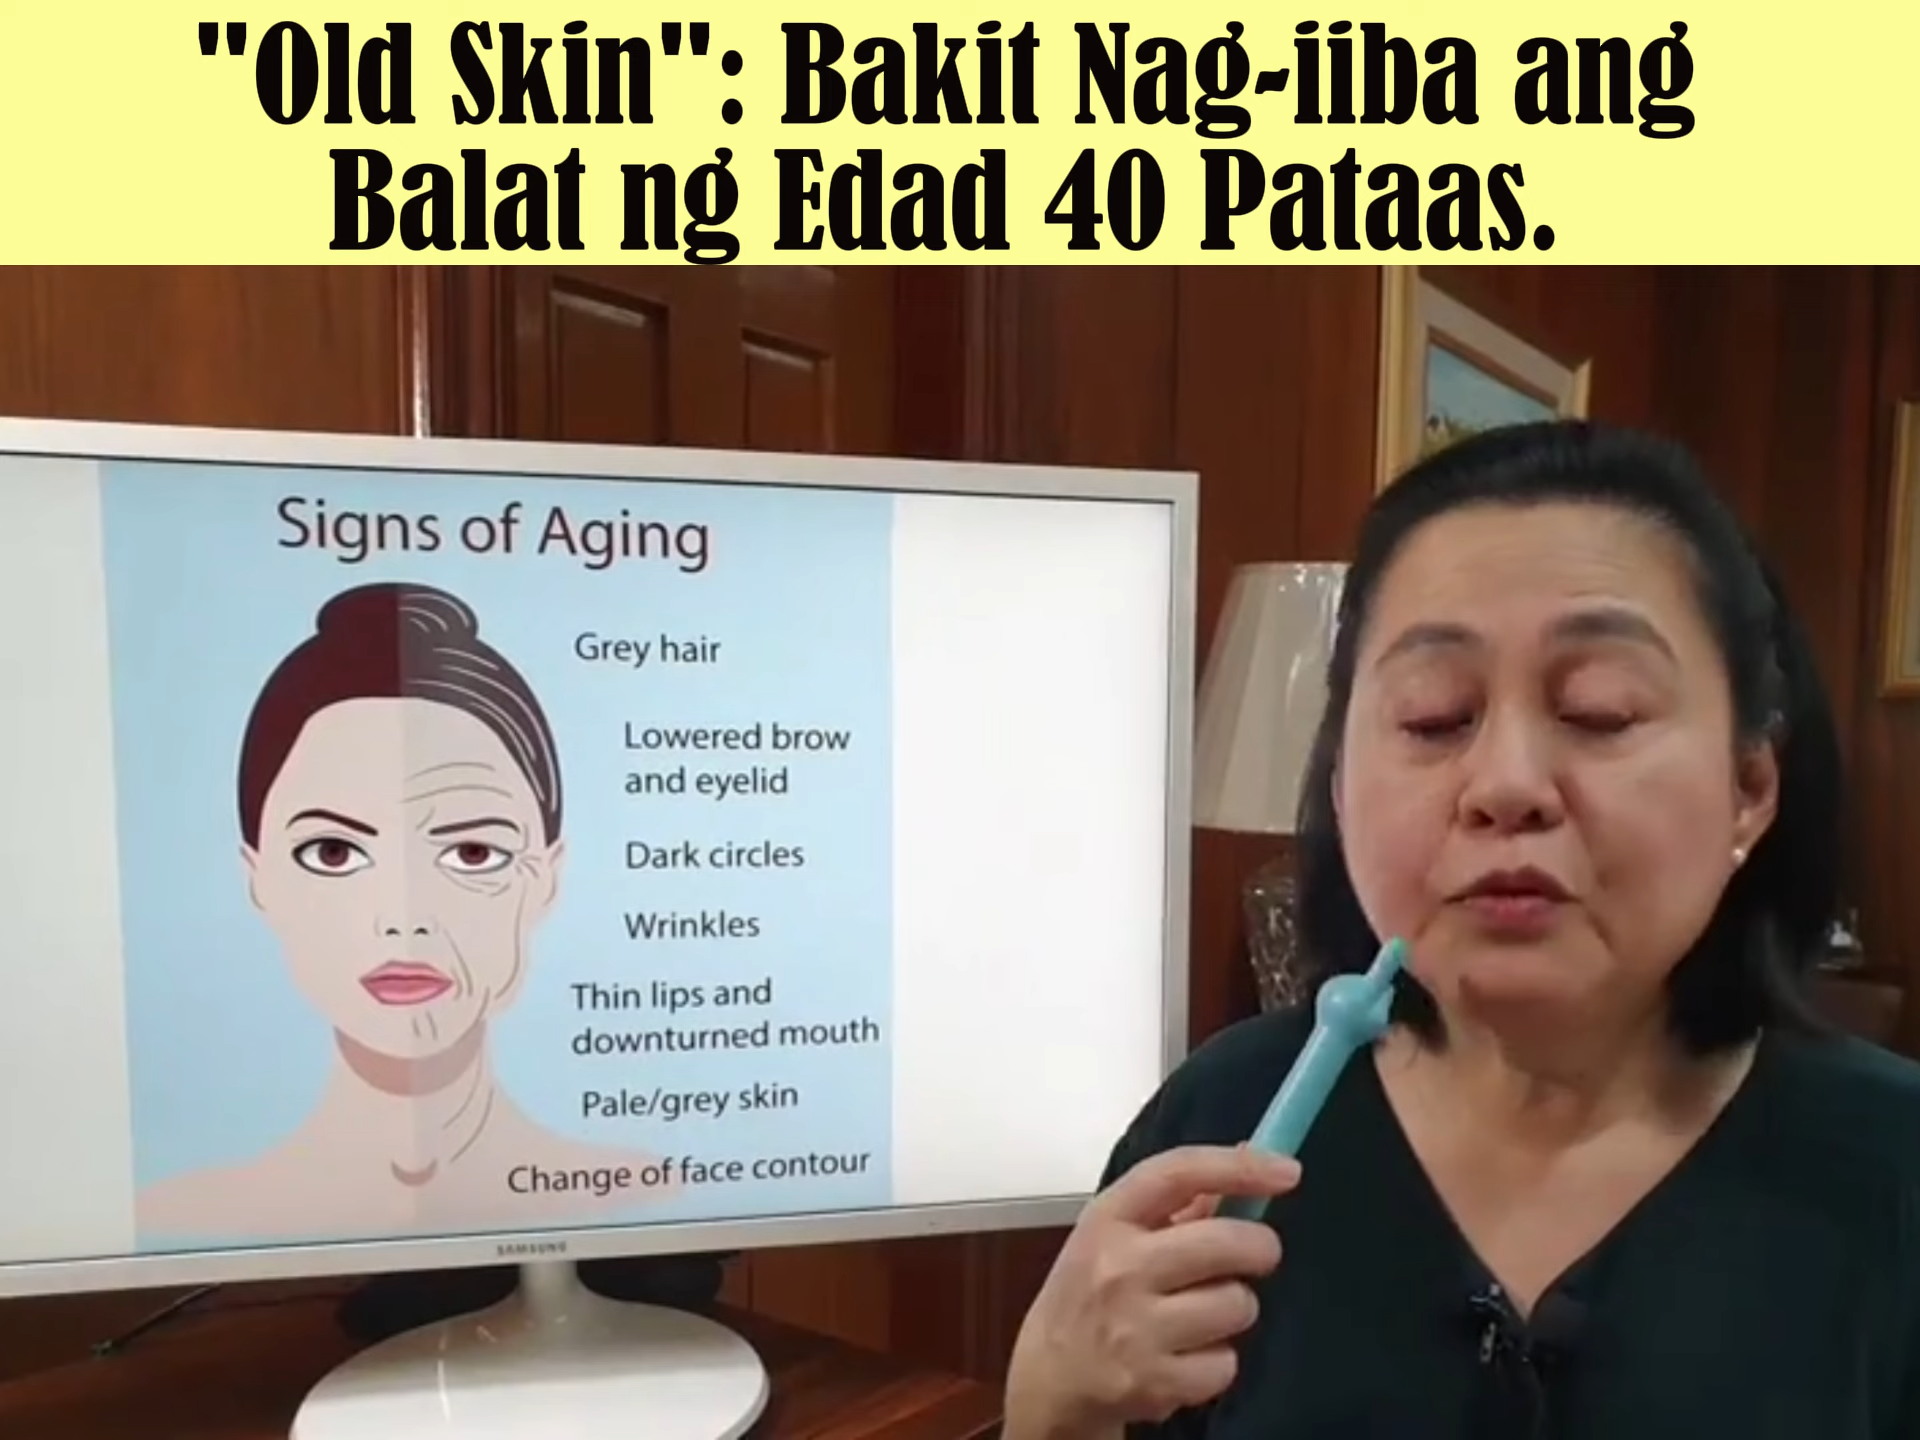 "Old Skin": Bakit Nag-iiba ang
Balat ng Edad 40 Pataas.
Signs of Aging
Grey hair
Lowered brow
and eyelid
Dark circles
Wrinkles
Thin lips and
downturned mouth
Pale/grey skin
Change of face contour
SAMSUNG